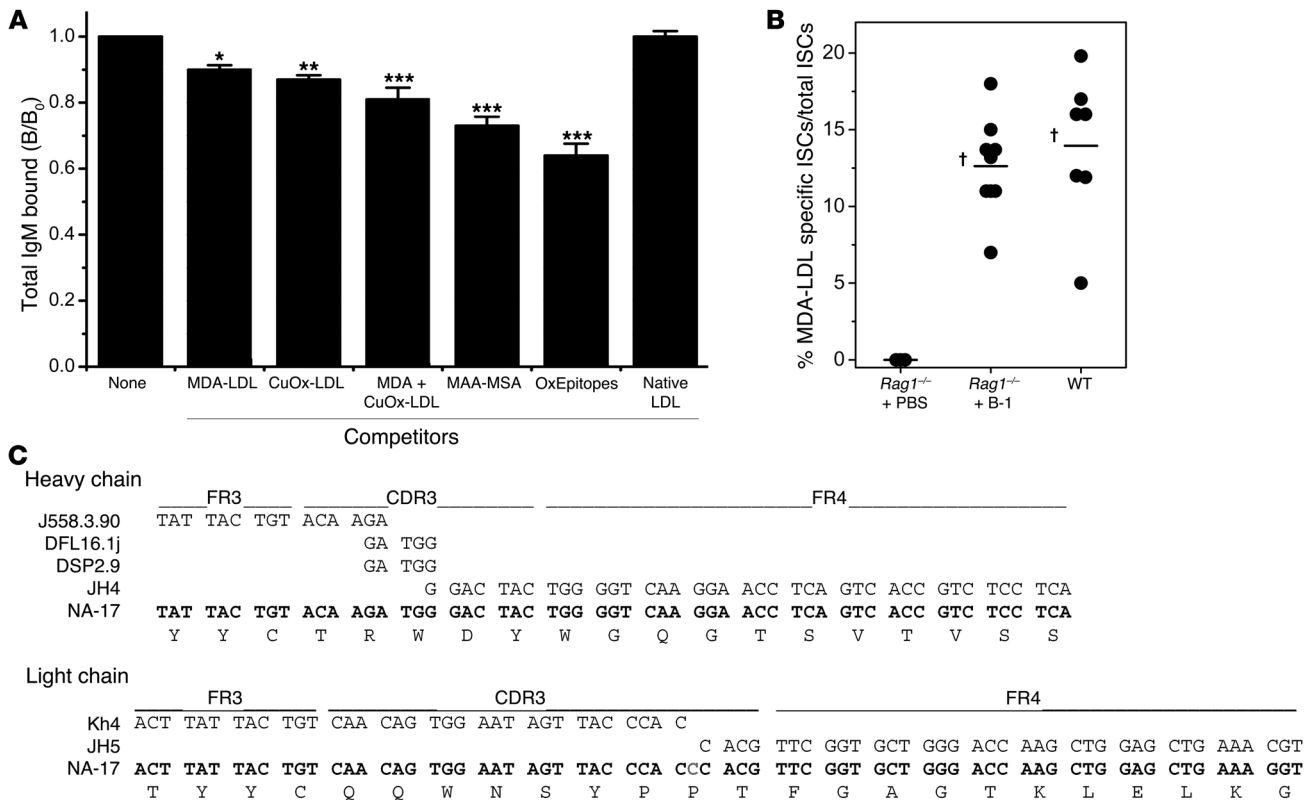 A
Total IgM bound (B/B0)
1.0
0.8
0.6
0.4
0.2
0.0
*
**
***
***
***
None
MDA-LDL
CuOx-LDL
MDA +
CuOx-LDL
MAA-MSA
OxEpitopes
Native
LDL
Competitors
B
% MDA-LDL specific ISCs/total ISCs
20
15
10
5
0
†
†
Rag1–/–
+ PBS
Rag1–/–
+ B-1
WT
C
Heavy chain
FR3 CDR3 FR4
J558.3.90 TAT TAC TGT ACA AGA
DFL16.1j GA TGG
DSP2.9 GA TGG
JH4 G GAC TAC TGG GGT CAA GGA ACC TCA GTC ACC GTC TCC TCA
NA-17 TAT TAC TGT ACA AGA TGG GAC TAC TGG GGT CAA GGA ACC TCA GTC ACC GTC TCC TCA
Y Y C T R W D Y W G Q G T S V T V S S
Light chain
FR3 CDR3 FR4
Kh4 ACT TAT TAC TGT CAA CAG TGG AAT AGT TAC CCA C
JH5 C ACG TTC GGT GCT GGG ACC AAG CTG GAG CTG AAA CGT
NA-17 ACT TAT TAC TGT CAA CAG TGG AAT AGT TAC CCA CCC ACG TTC GGT GCT GGG ACC AAG CTG GAG CTG AAA GGT
T Y Y C Q Q W N S Y P P T F G A G T K L E L K G